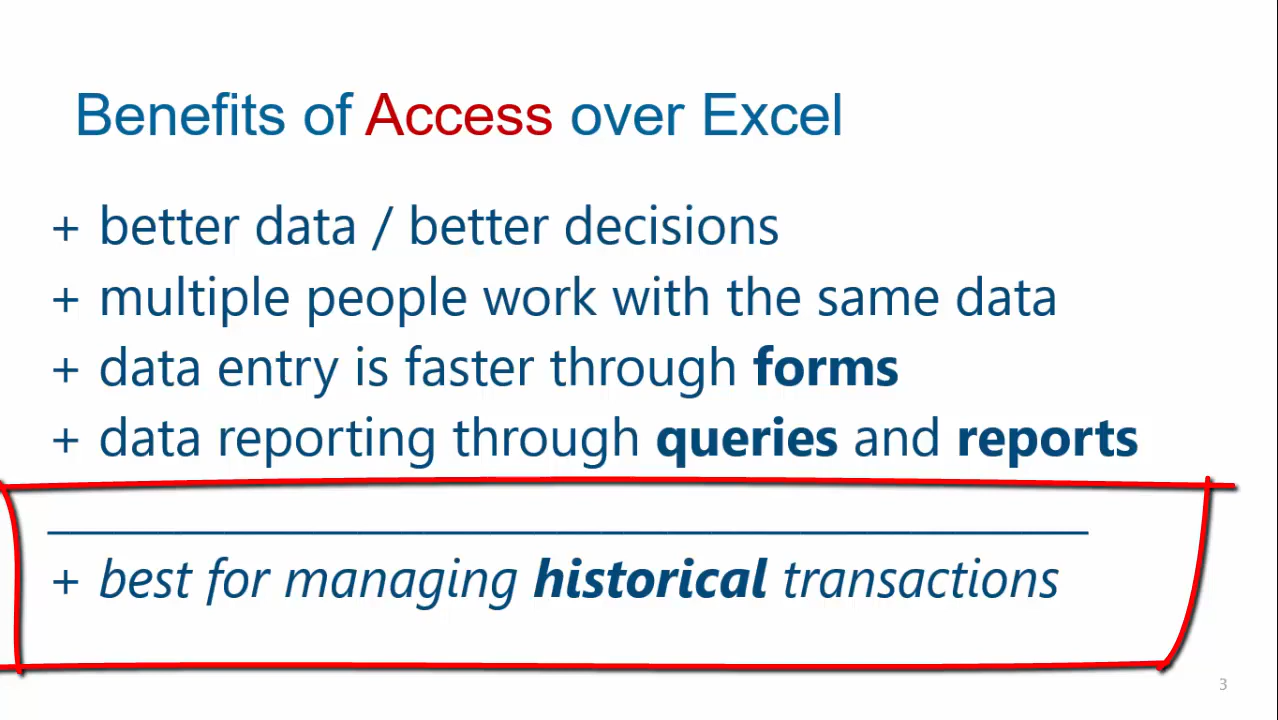 Benefits of Access over Excel
+ better data / better decisions
+ multiple people work with the same data
+ data entry is faster through forms
+ data reporting through queries and reports
+ best for managing historical transactions
3